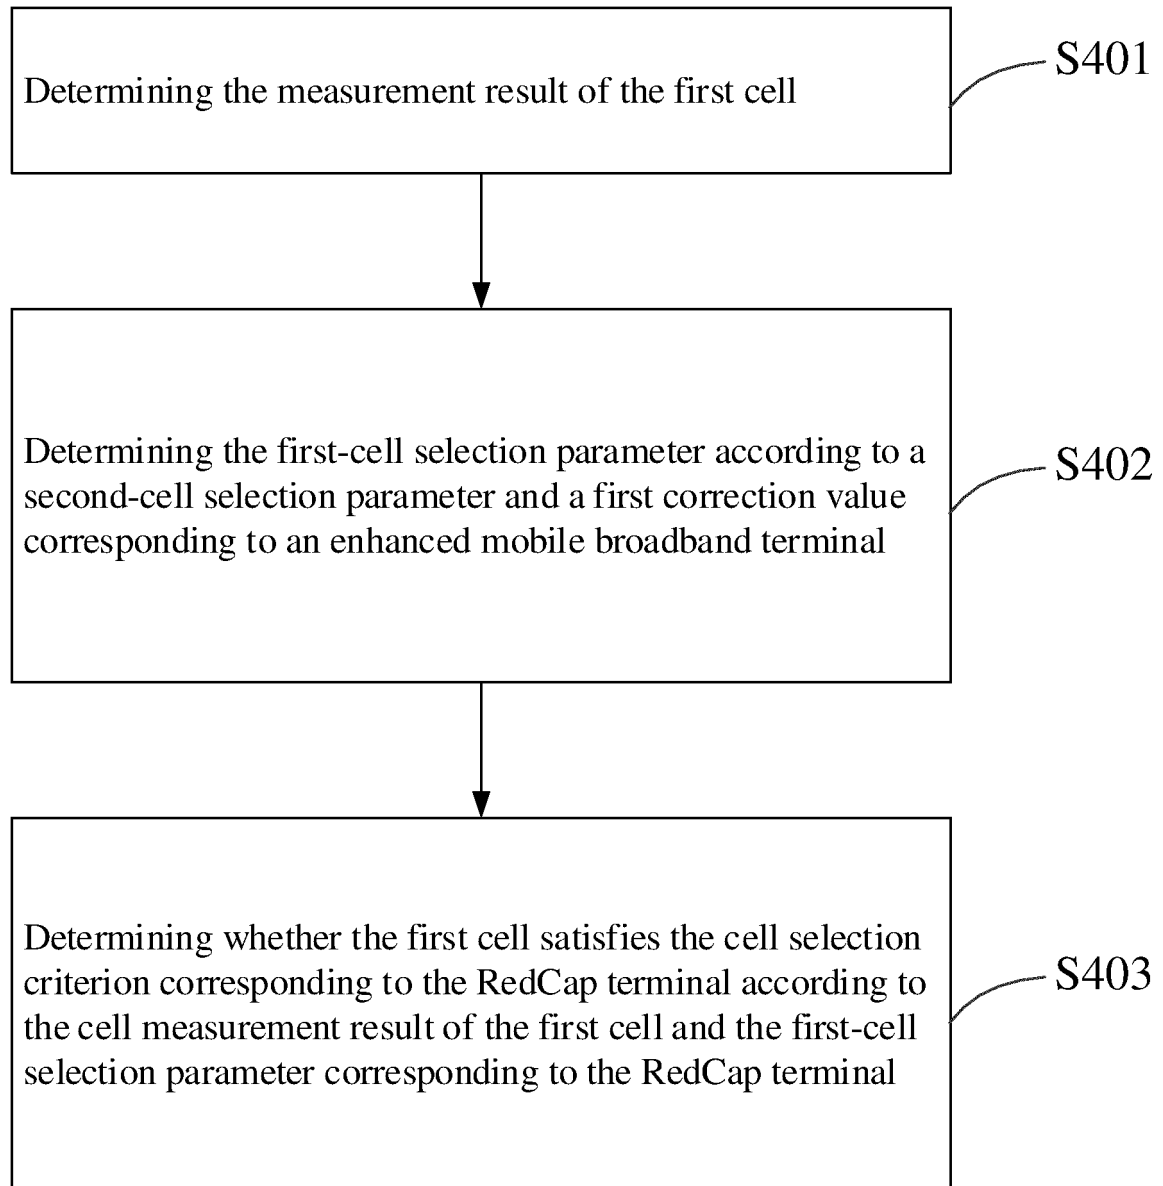 Determining the measurement result of the first cell
S401
Determining the first-cell selection parameter according to a
second-cell selection parameter and a first correction value
corresponding to an enhanced mobile broadband terminal
S402
Determining whether the first cell satisfies the cell selection
criterion corresponding to the RedCap terminal according to
the cell measurement result of the first cell and the first-cell
selection parameter corresponding to the RedCap terminal
S403